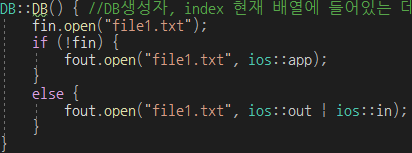 DB::DB() { //DB생성자, index 현재 배열에 들어있는 데
fin.open("file1.txt");
if (!fin) {
fout.open("file1.txt", ios::app);
}
else {
fout.open("file1.txt", ios::out | ios::in);
}
}